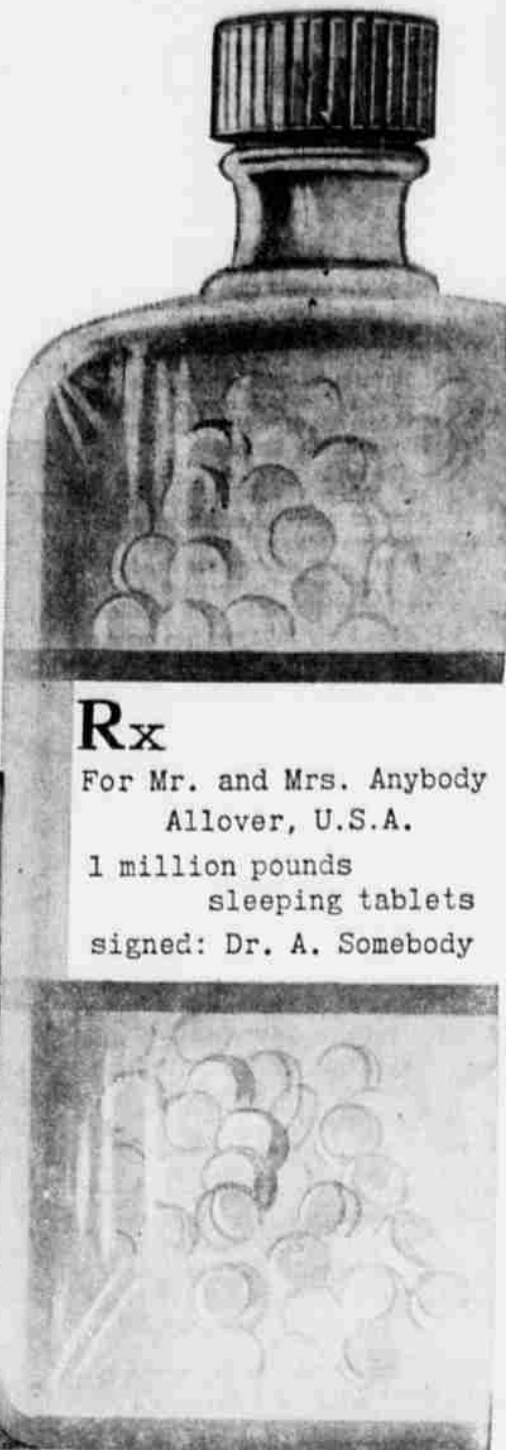 Rx
For Mr. and Mrs. Anybody
Allover, U.S.A.
1 million pounds
sleeping tablets
signed: Dr. A. Somebody